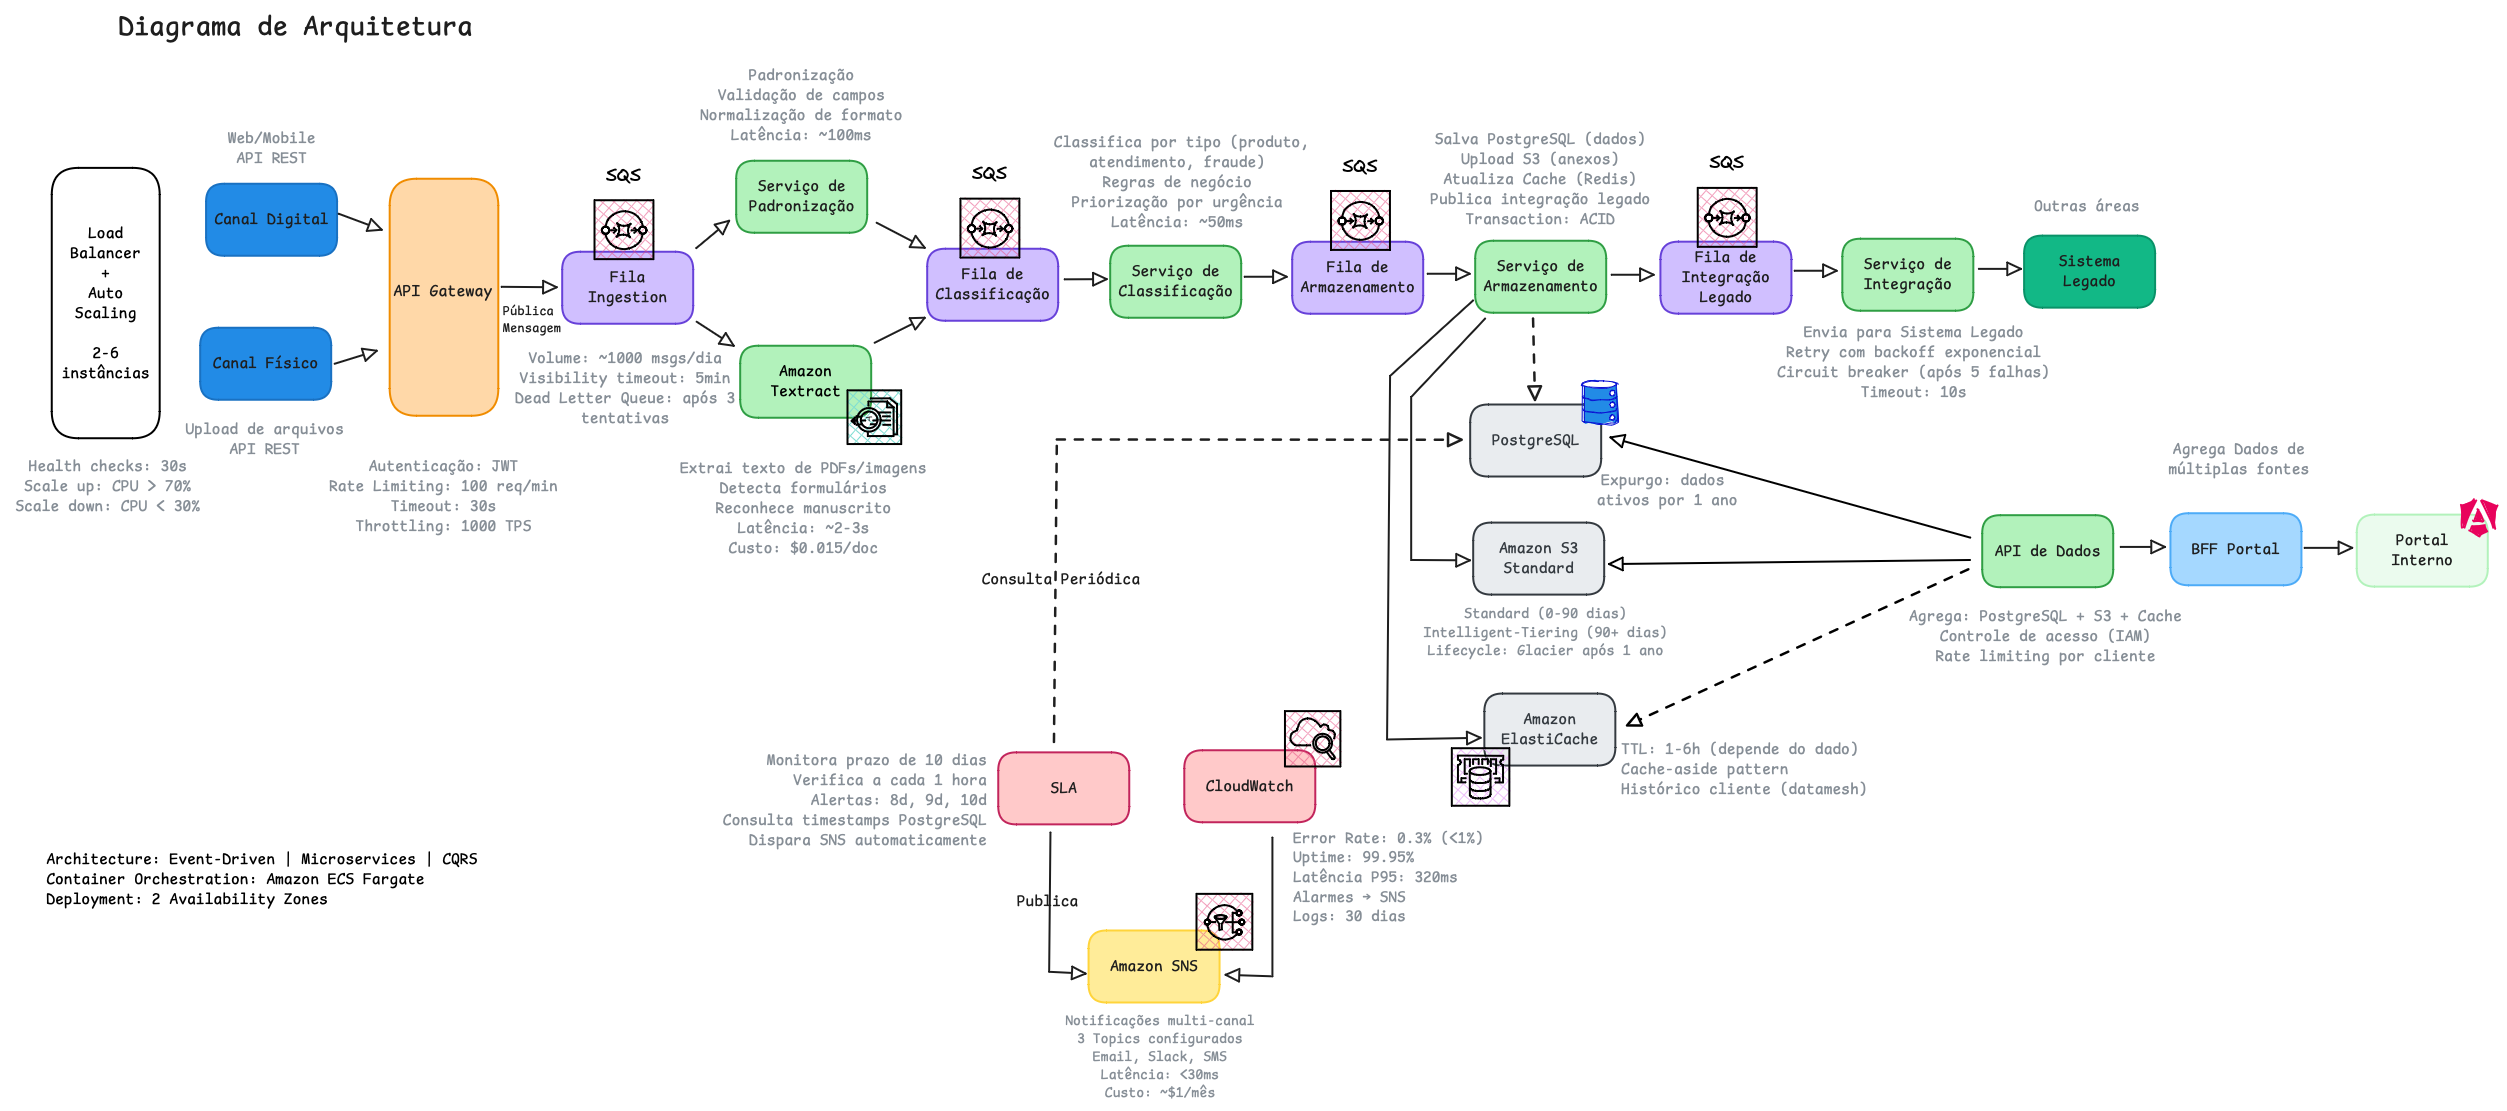 Diagrama de Arquitetura
Load
Balancer
+
Auto
Scaling
2-6
instâncias
Health checks: 30s
Scale up: CPU > 70%
Scale down: CPU < 30%
Web/Mobile
API REST
Canal Digital
Canal Físico
Upload de arquivos
API REST
API Gateway
Autenticação: JWT
Rate Limiting: 100 req/min
Timeout: 30s
Throttling: 1000 TPS
Pública
Mensagem
SQS
Fila
Ingestion
Volume: ~1000 msgs/dia
Visibility timeout: 5min
Dead Letter Queue: após 3
tentativas
Padronização
Validação de campos
Normalização de formato
Latência: ~100ms
Serviço de
Padronização
Amazon
Textract
Extrai texto de PDFs/imagens
Detecta formulários
Reconhece manuscrito
Latência: ~2-3s
Custo: $0.015/doc
SQS
Fila de
Classificação
Classifica por tipo (produto,
atendimento, fraude)
Regras de negócio
Priorização por urgência
Latência: ~50ms
Serviço de
Classificação
SQS
Fila de
Armazenamento
Salva PostgreSQL (dados)
Upload S3 (anexos)
Atualiza Cache (Redis)
Publica integração legado
Transaction: ACID
Serviço de
Armazenamento
SQS
Fila de
Integração
Legado
Serviço de
Integração
Envia para Sistema Legado
Retry com backoff exponencial
Circuit breaker (após 5 falhas)
Timeout: 10s
Outras áreas
Sistema
Legado
PostgreSQL
Expurgo: dados
ativos por 1 ano
Amazon S3
Standard
Standard (0-90 dias)
Intelligent-Tiering (90+ dias)
Lifecycle: Glacier após 1 ano
Amazon
ElastiCache
TTL: 1-6h (depende do dado)
Cache-aside pattern
Histórico cliente (datamesh)
API de Dados
Agrega: PostgreSQL + S3 + Cache
Controle de acesso (IAM)
Rate limiting por cliente
Agrega Dados de
múltiplas fontes
BFF Portal
Portal
Interno
Consulta Periódica
Monitora prazo de 10 dias
Verifica a cada 1 hora
Alertas: 8d, 9d, 10d
Consulta timestamps PostgreSQL
Dispara SNS automaticamente
SLA
CloudWatch
Error Rate: 0.3% (<1%)
Uptime: 99.95%
Latência P95: 320ms
Alarmes → SNS
Logs: 30 dias
Publica
Amazon SNS
Notificações multi-canal
3 Topics configurados
Email, Slack, SMS
Latência: <30ms
Custo: ~$1/mês
Architecture: Event-Driven | Microservices | CQRS
Container Orchestration: Amazon ECS Fargate
Deployment: 2 Availability Zones